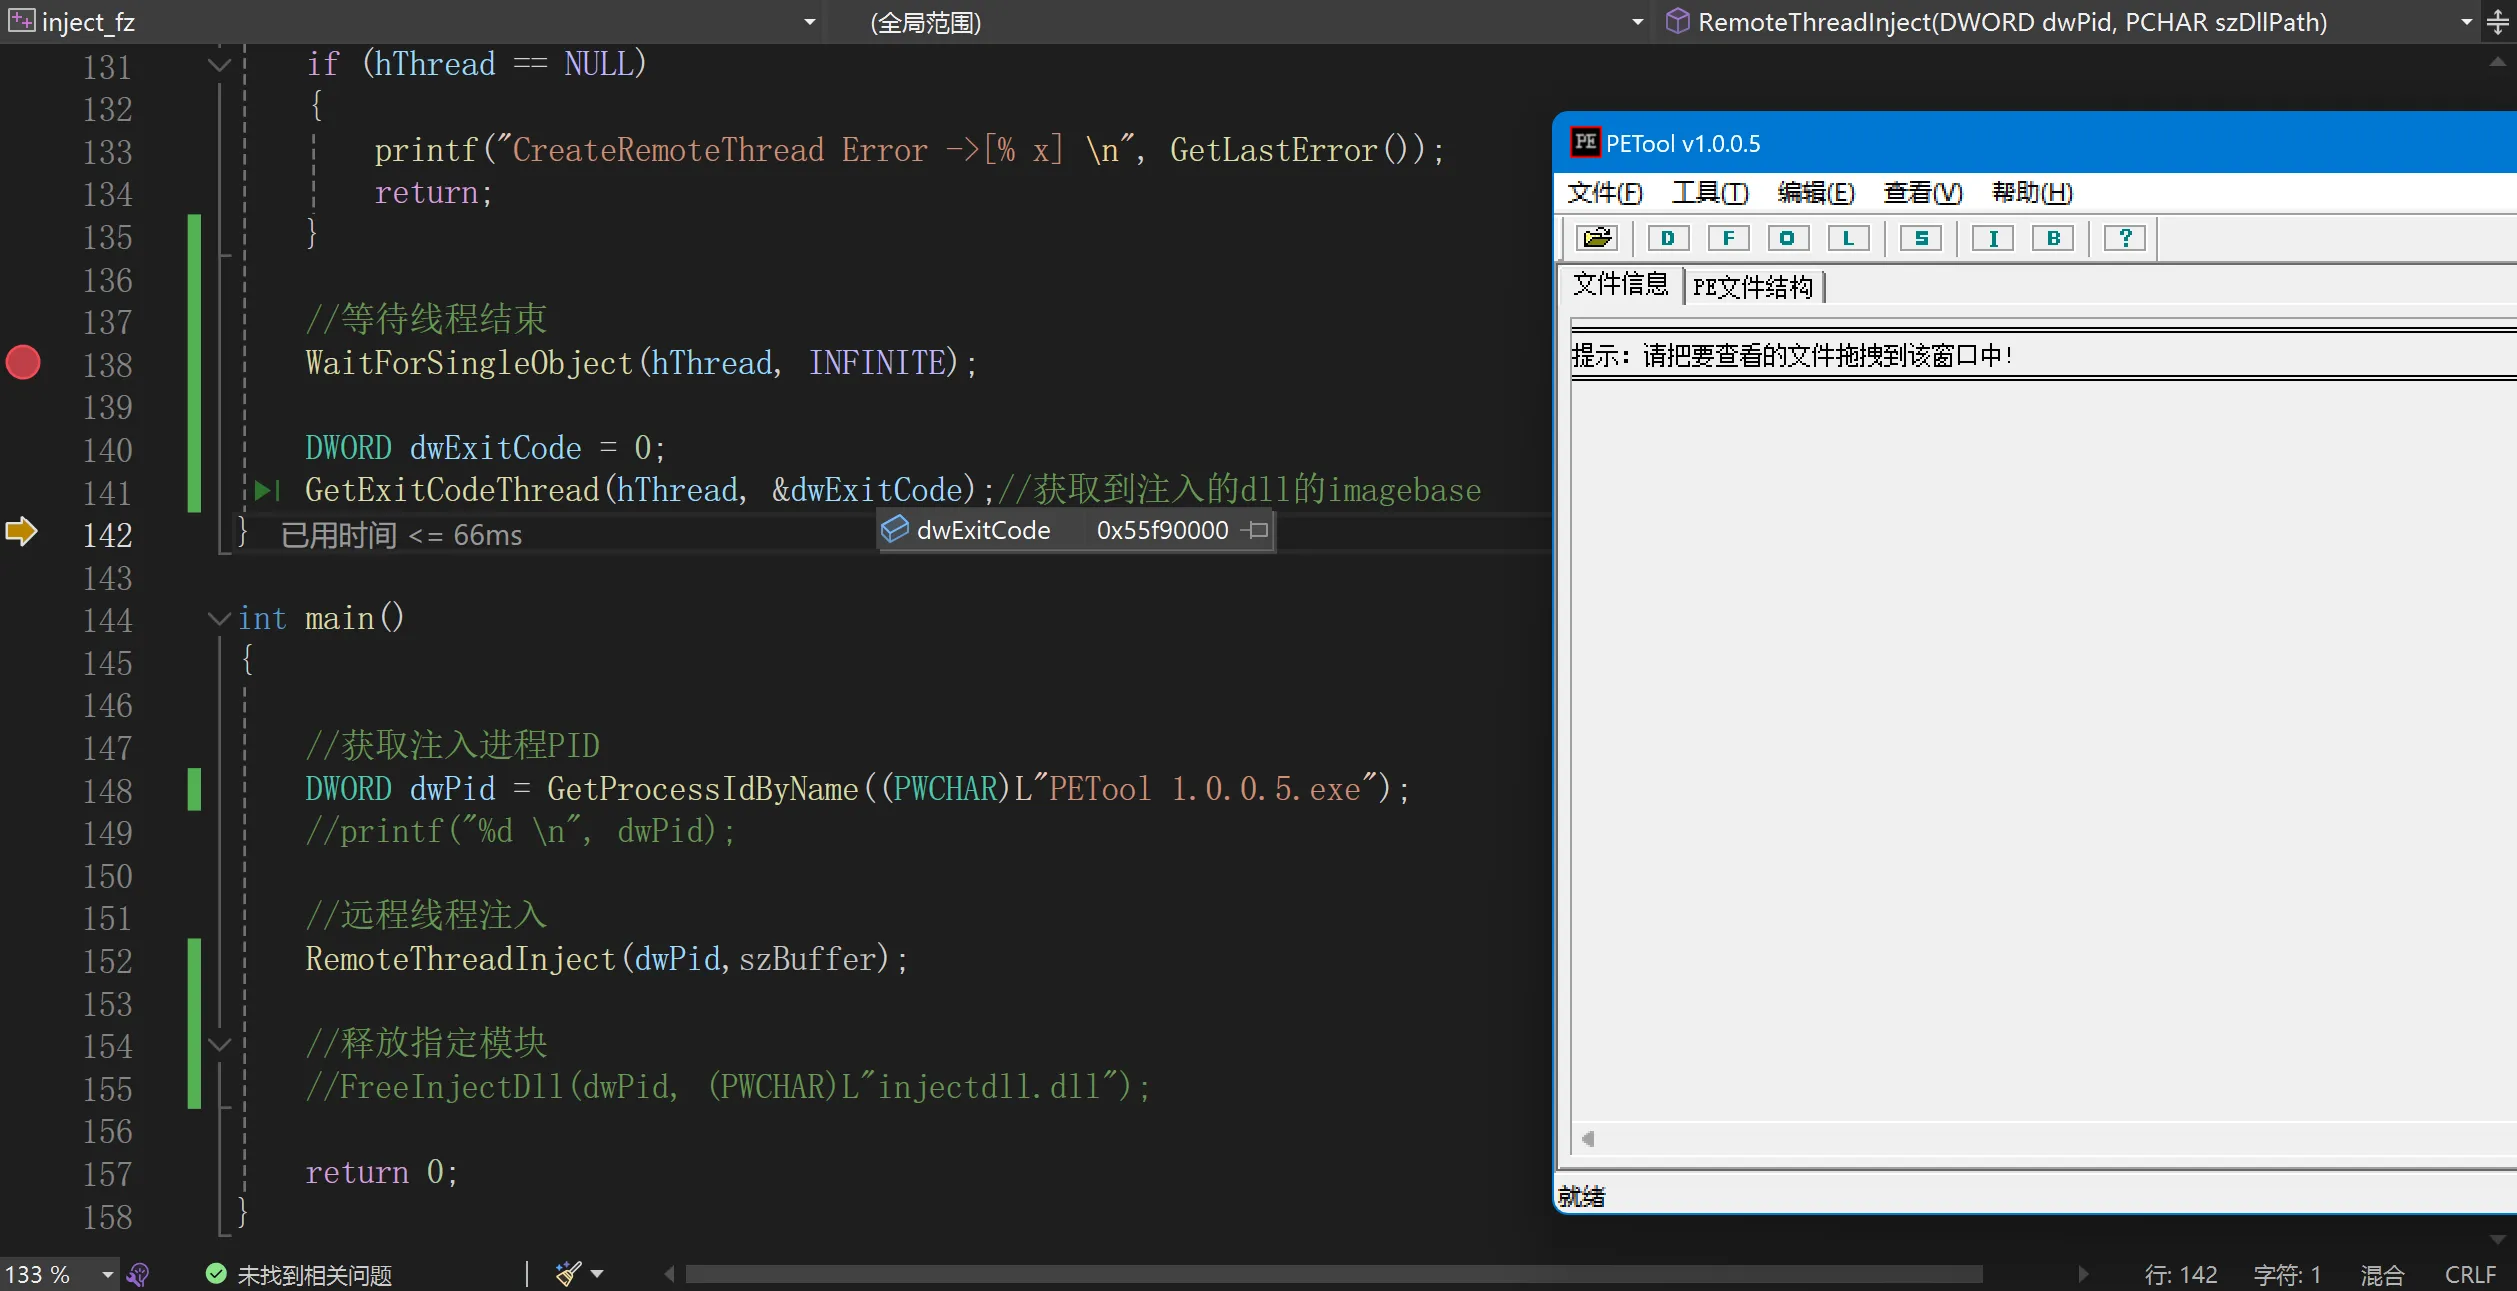 inject_fz
(全局范围)
RemoteThreadInject(DWORD dwPid, PCHAR szDllPath)
131 if (hThread == NULL)
132 {
133 printf("CreateRemoteThread Error ->[% x] \n", GetLastError());
134 return;
135 }
136
137 //等待线程结束
138 WaitForSingleObject(hThread, INFINITE);
139
140 DWORD dwExitCode = 0;
141 GetExitCodeThread(hThread, &dwExitCode);//获取到注入的dll的imagebase
142 } 已用时间 <= 66ms
dwExitCode 0x55f90000
143
144 int main()
145 {
146
147 //获取注入进程PID
148 DWORD dwPid = GetProcessIdByName((PWCHAR)L"PETool 1.0.0.5.exe");
149 //printf("%d \n", dwPid);
150
151 //远程线程注入
152 RemoteThreadInject(dwPid,szBuffer);
153
154 //释放指定模块
155 //FreeInjectDll(dwPid, (PWCHAR)L"injectdll.dll");
156
157 return 0;
158 }
133 %
未找到相关问题
行: 142 字符: 1 混合 CRLF
PE PETool v1.0.0.5
文件(F) 工具(T) 编辑(E) 查看(V) 帮助(H)
D F O L S I B ?
文件信息 PE文件结构
提示: 请把要查看的文件拖拽到该窗口中!
就绪